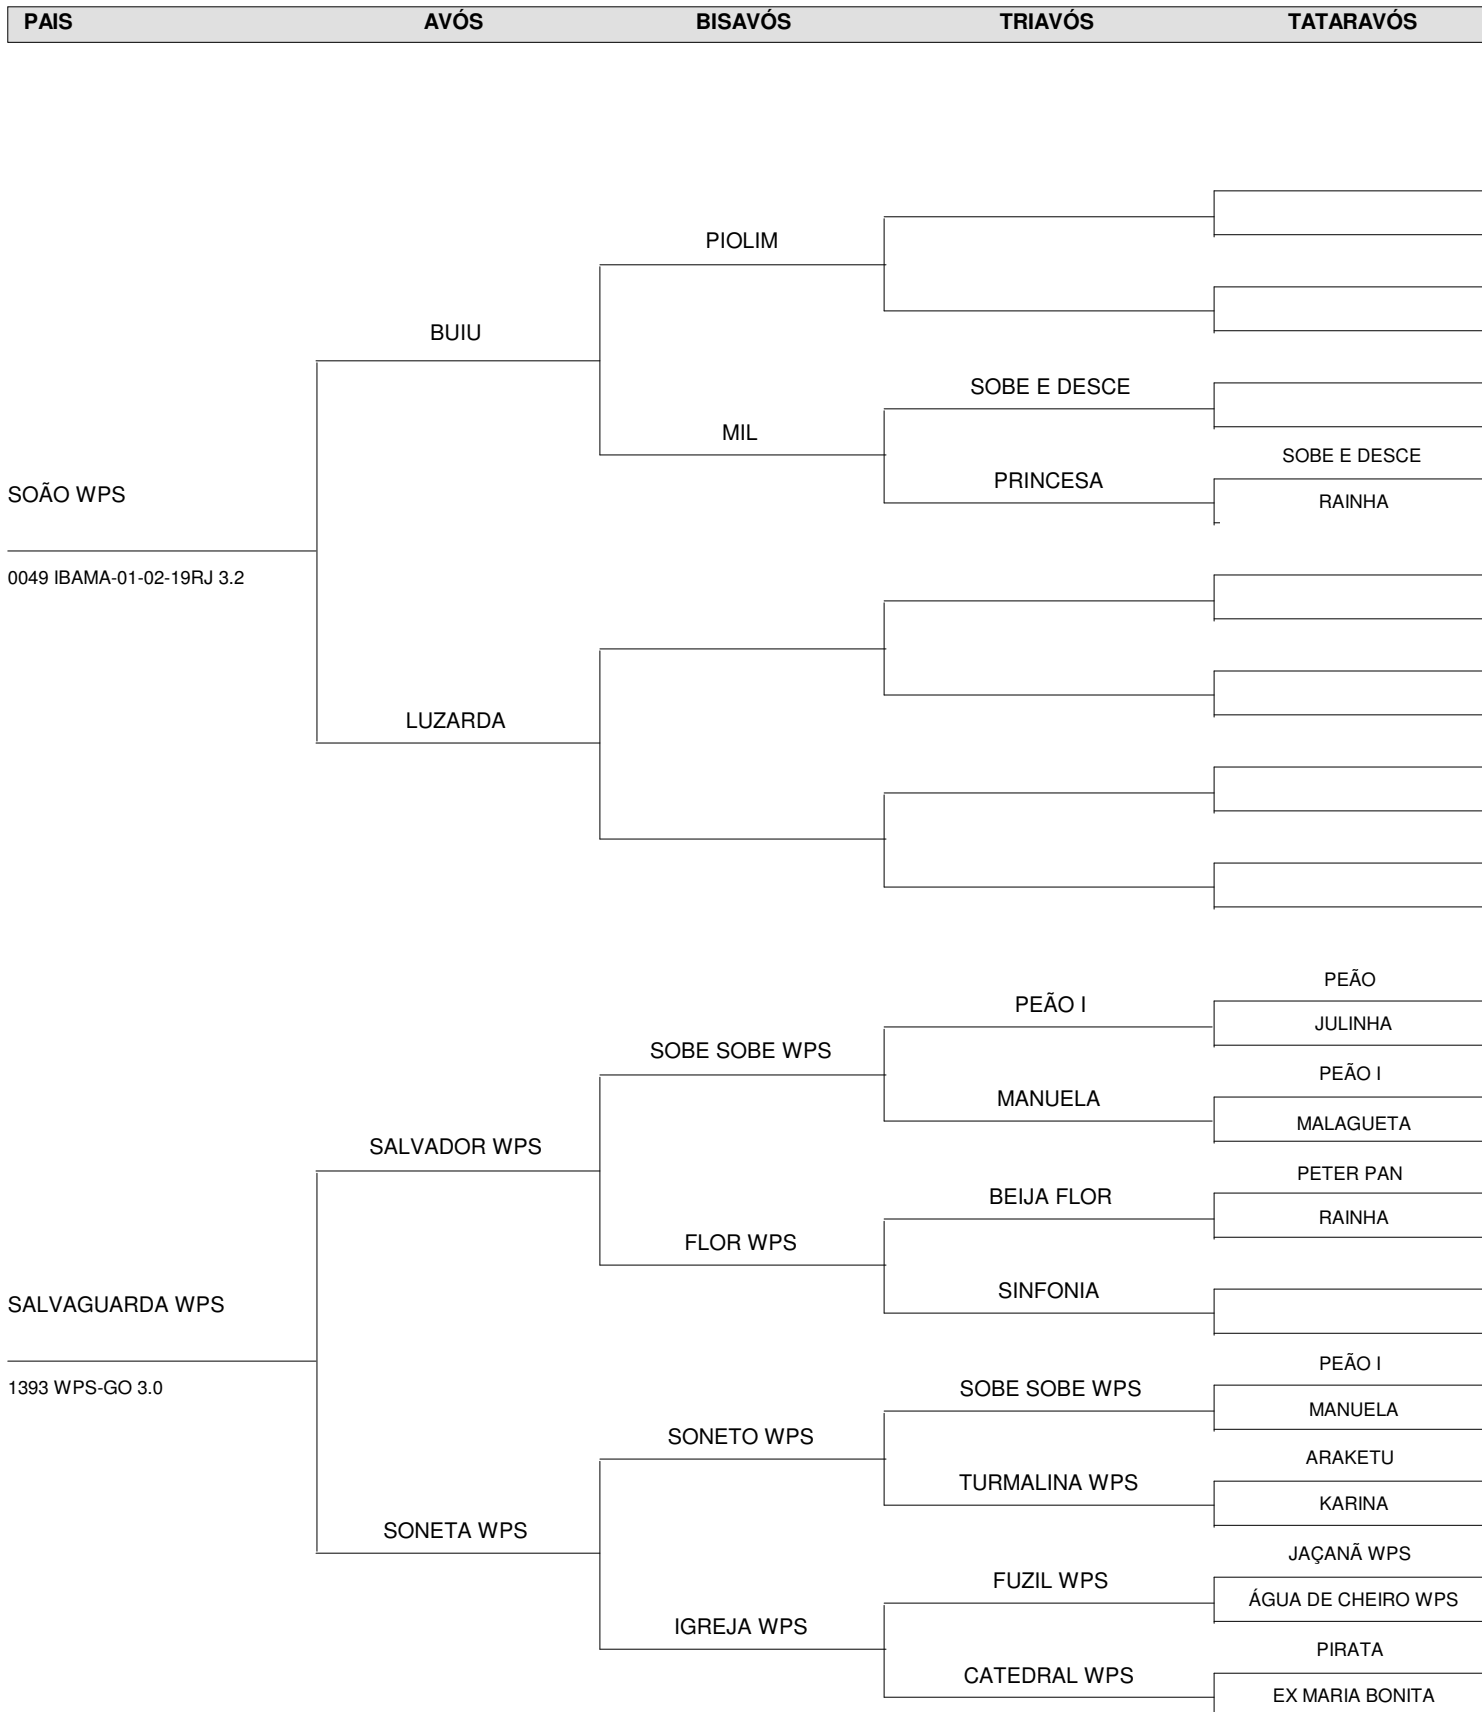 PAIS AVÓS BISAVÓS TRIAVÓS TATARAVÓS
PIOLIM
BUIU
SOBE E DESCE
MIL
SOBE E DESCE
PRINCESA
SOÃO WPS
RAINHA
0049 IBAMA-01-02-19RJ 3.2
LUZARDA
PEÃO
PEÃO I
JULINHA
SOBE SOBE WPS
PEÃO I
MANUELA
MALAGUETA
SALVADOR WPS
PETER PAN
BEIJA FLOR
RAINHA
FLOR WPS
SINFONIA
SALVAGUARDA WPS
PEÃO I
1393 WPS-GO 3.0
SOBE SOBE WPS
MANUELA
SONETO WPS
ARAKETU
TURMALINA WPS
KARINA
SONETA WPS
JAÇANÃ WPS
FUZIL WPS
ÁGUA DE CHEIRO WPS
IGREJA WPS
PIRATA
CATEDRAL WPS
EX MARIA BONITA